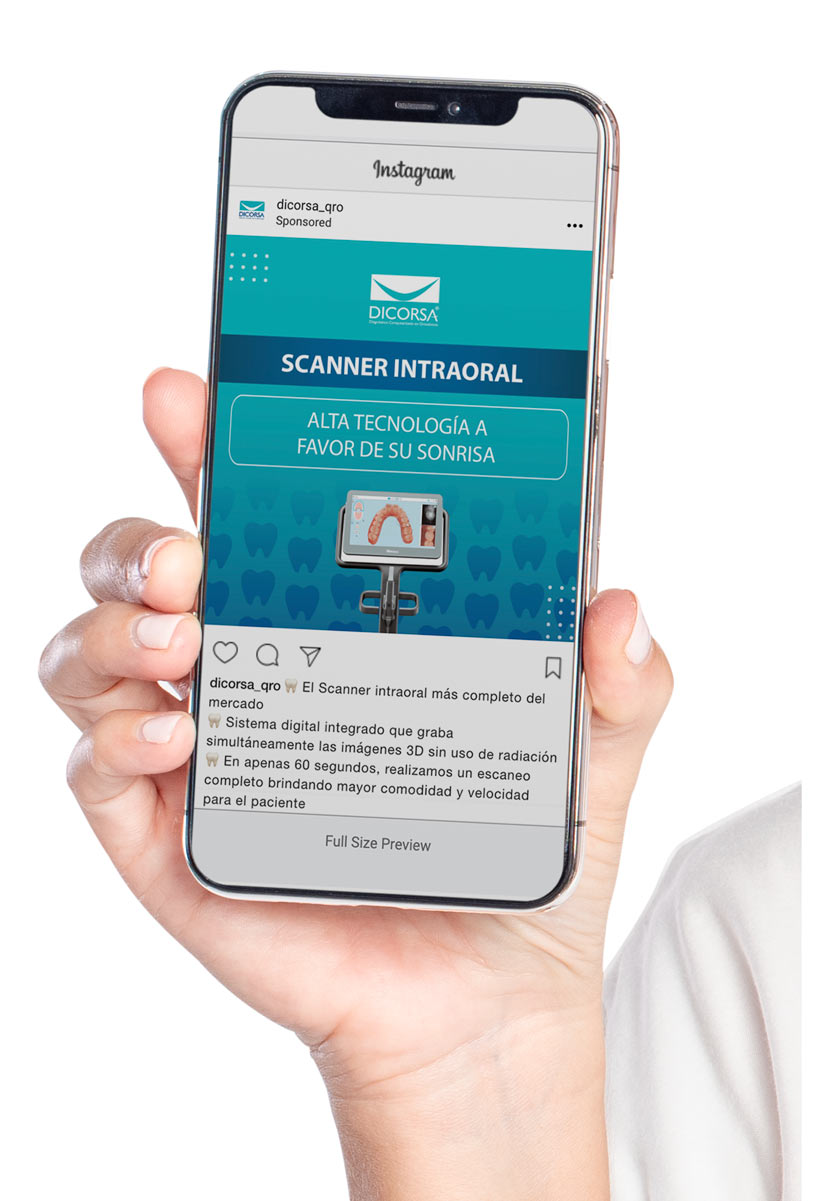 Instagram
dicorsa_qro
Sponsored
DICORSA
DICORSA®
Diagnóstico Computarizado en Ortodoncia
SCANNER INTRAORAL
ALTA TECNOLOGÍA A
FAVOR DE SU SONRISA
dicorsa_qro 🦷 El Scanner intraoral más completo del
mercado
🦷 Sistema digital integrado que graba
simultáneamente las imágenes 3D sin uso de radiación
🦷 En apenas 60 segundos, realizamos un escaneo
completo brindando mayor comodidad y velocidad
para el paciente
Full Size Preview